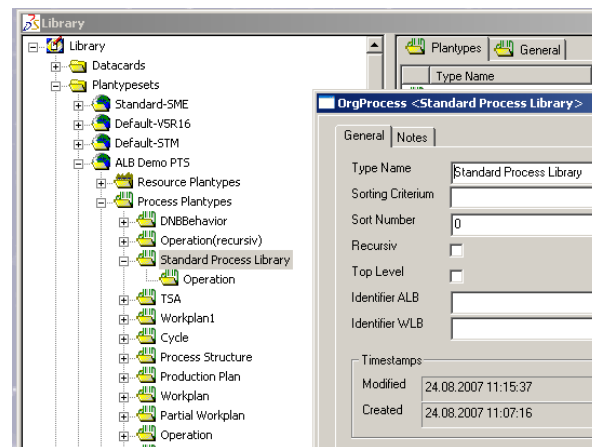 Library
Library
Datacards
Plantypesets
Standard-SME
Default-V5R16
Default-STM
ALB Demo PTS
Resource Plantypes
Process Plantypes
DNBBehavior
Operation(recursiv)
Standard Process Library
Operation
TSA
Workplan1
Cycle
Process Structure
Production Plan
Workplan
Partial Workplan
Operation
Plantypes General
Type Name
OrgProcess <Standard Process Library>
General Notes
Type Name Standard Process Library
Sorting Criterium
Sort Number 0
Recursiv
Top Level
Identifier ALB
Identifier WLB
Timestamps
Modified 24.08.2007 11:15:37
Created 24.08.2007 11:07:16